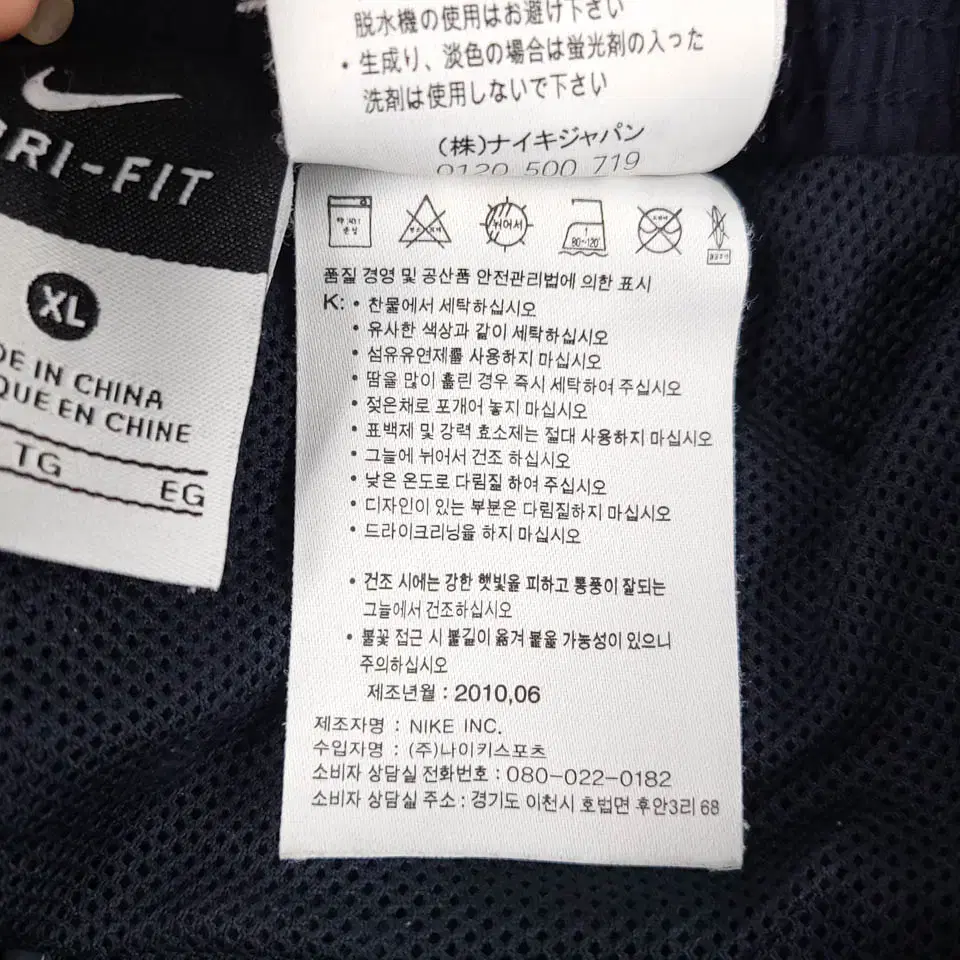 脱水機の使用はお避け下さい
・生成り、淡色の場合は蛍光剤の入った
洗剤は使用しないで下さい
(株)ナイキジャパン
0120 500 719
RI-FIT
XL
DE IN CHINA
QUE EN CHINE
TG
EG
뉘어서
1
80~120°
품질 경영 및 공산품 안전관리법에 의한 표시
K: • 찬물에서 세탁하십시오
• 유사한 색상과 같이 세탁하십시오
• 섬유유연제를 사용하지 마십시오
• 땀을 많이 흘린 경우 즉시 세탁하여 주십시오
• 젖은채로 포개어 놓지 마십시오
• 표백제 및 강력 효소제는 절대 사용하지 마십시오
• 그늘에 뉘어서 건조 하십시오
• 낮은 온도로 다림질 하여 주십시오
• 디자인이 있는 부분은 다림질하지 마십시오
• 드라이크리닝을 하지 마십시오
• 건조 시에는 강한 햇빛을 피하고 통풍이 잘되는
그늘에서 건조하십시오
• 불꽃 접근 시 불길이 옮겨 붙을 가능성이 있으니
주의하십시오
제조년월 : 2010,06
제조자명 : NIKE INC.
수입자명 : (주)나이키스포츠
소비자 상담실 전화번호 : 080-022-0182
소비자 상담실 주소 : 경기도 이천시 호법면 후안3리 68